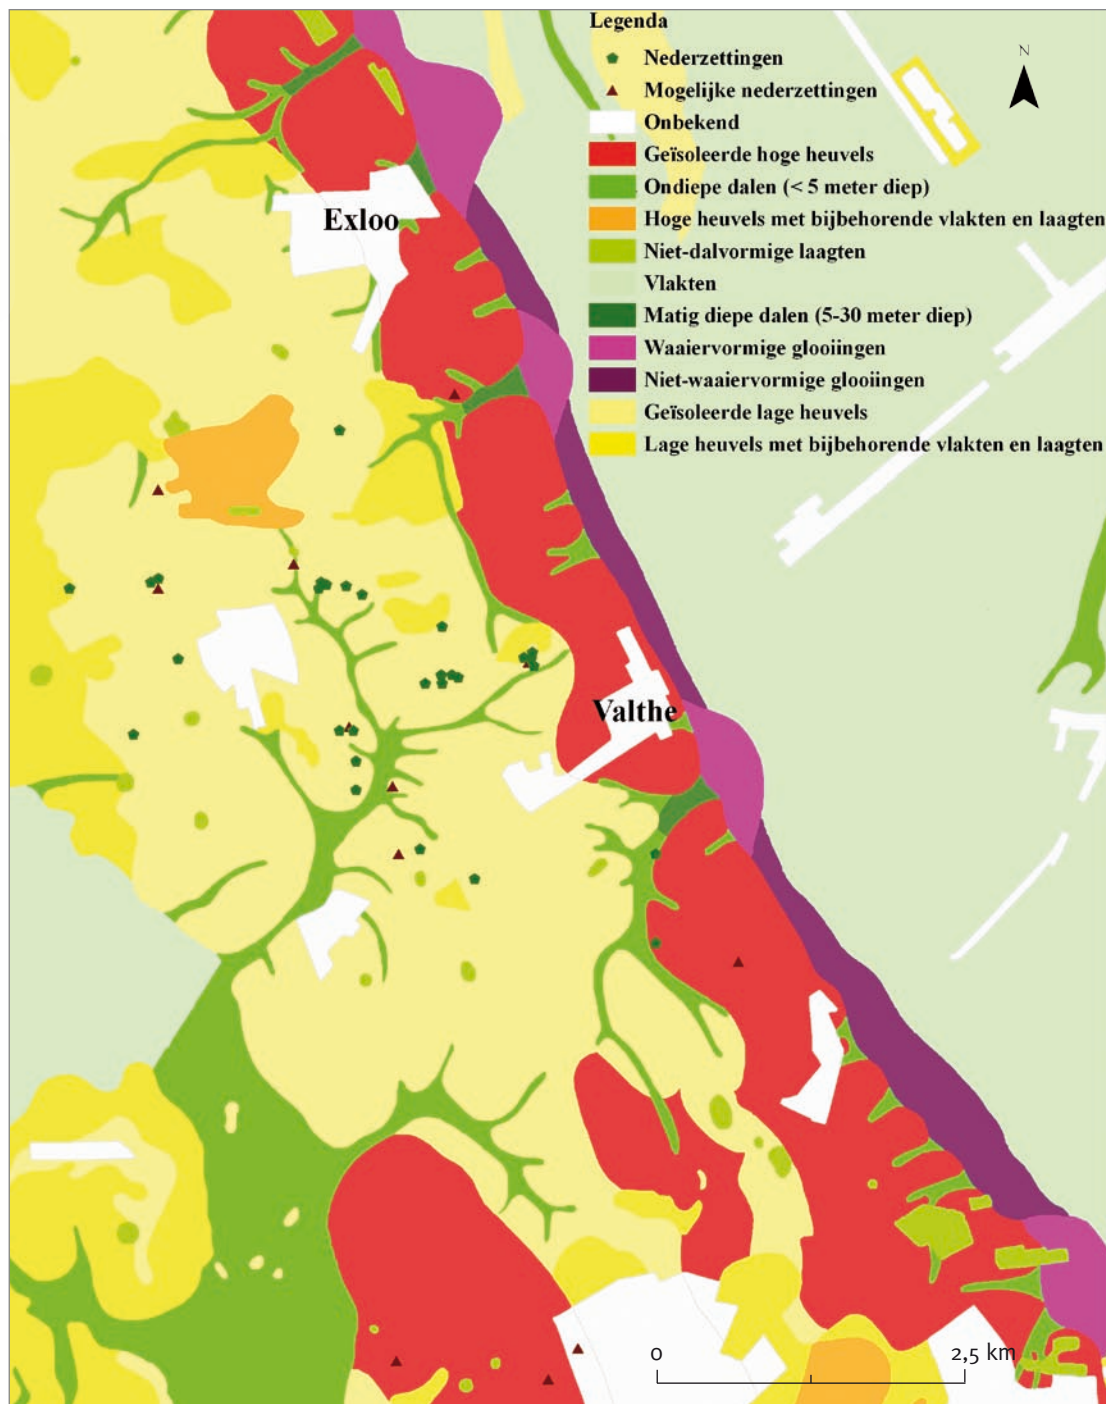 Legenda
Nederzettingen
Mogelijke nederzettingen
Onbekend
Geïsoleerde hoge heuvels
Ondiepe dalen (< 5 meter diep)
Hoge heuvels met bijbehorende vlakten en laagten
Niet-dalvormige laagten
Vlakten
Matig diepe dalen (5-30 meter diep)
Waaiervormige glooiingen
Niet-waaiervormige glooiingen
Geïsoleerde lage heuvels
Lage heuvels met bijbehorende vlakten en laagten
N
Exloo
Valthe
0 2,5 km